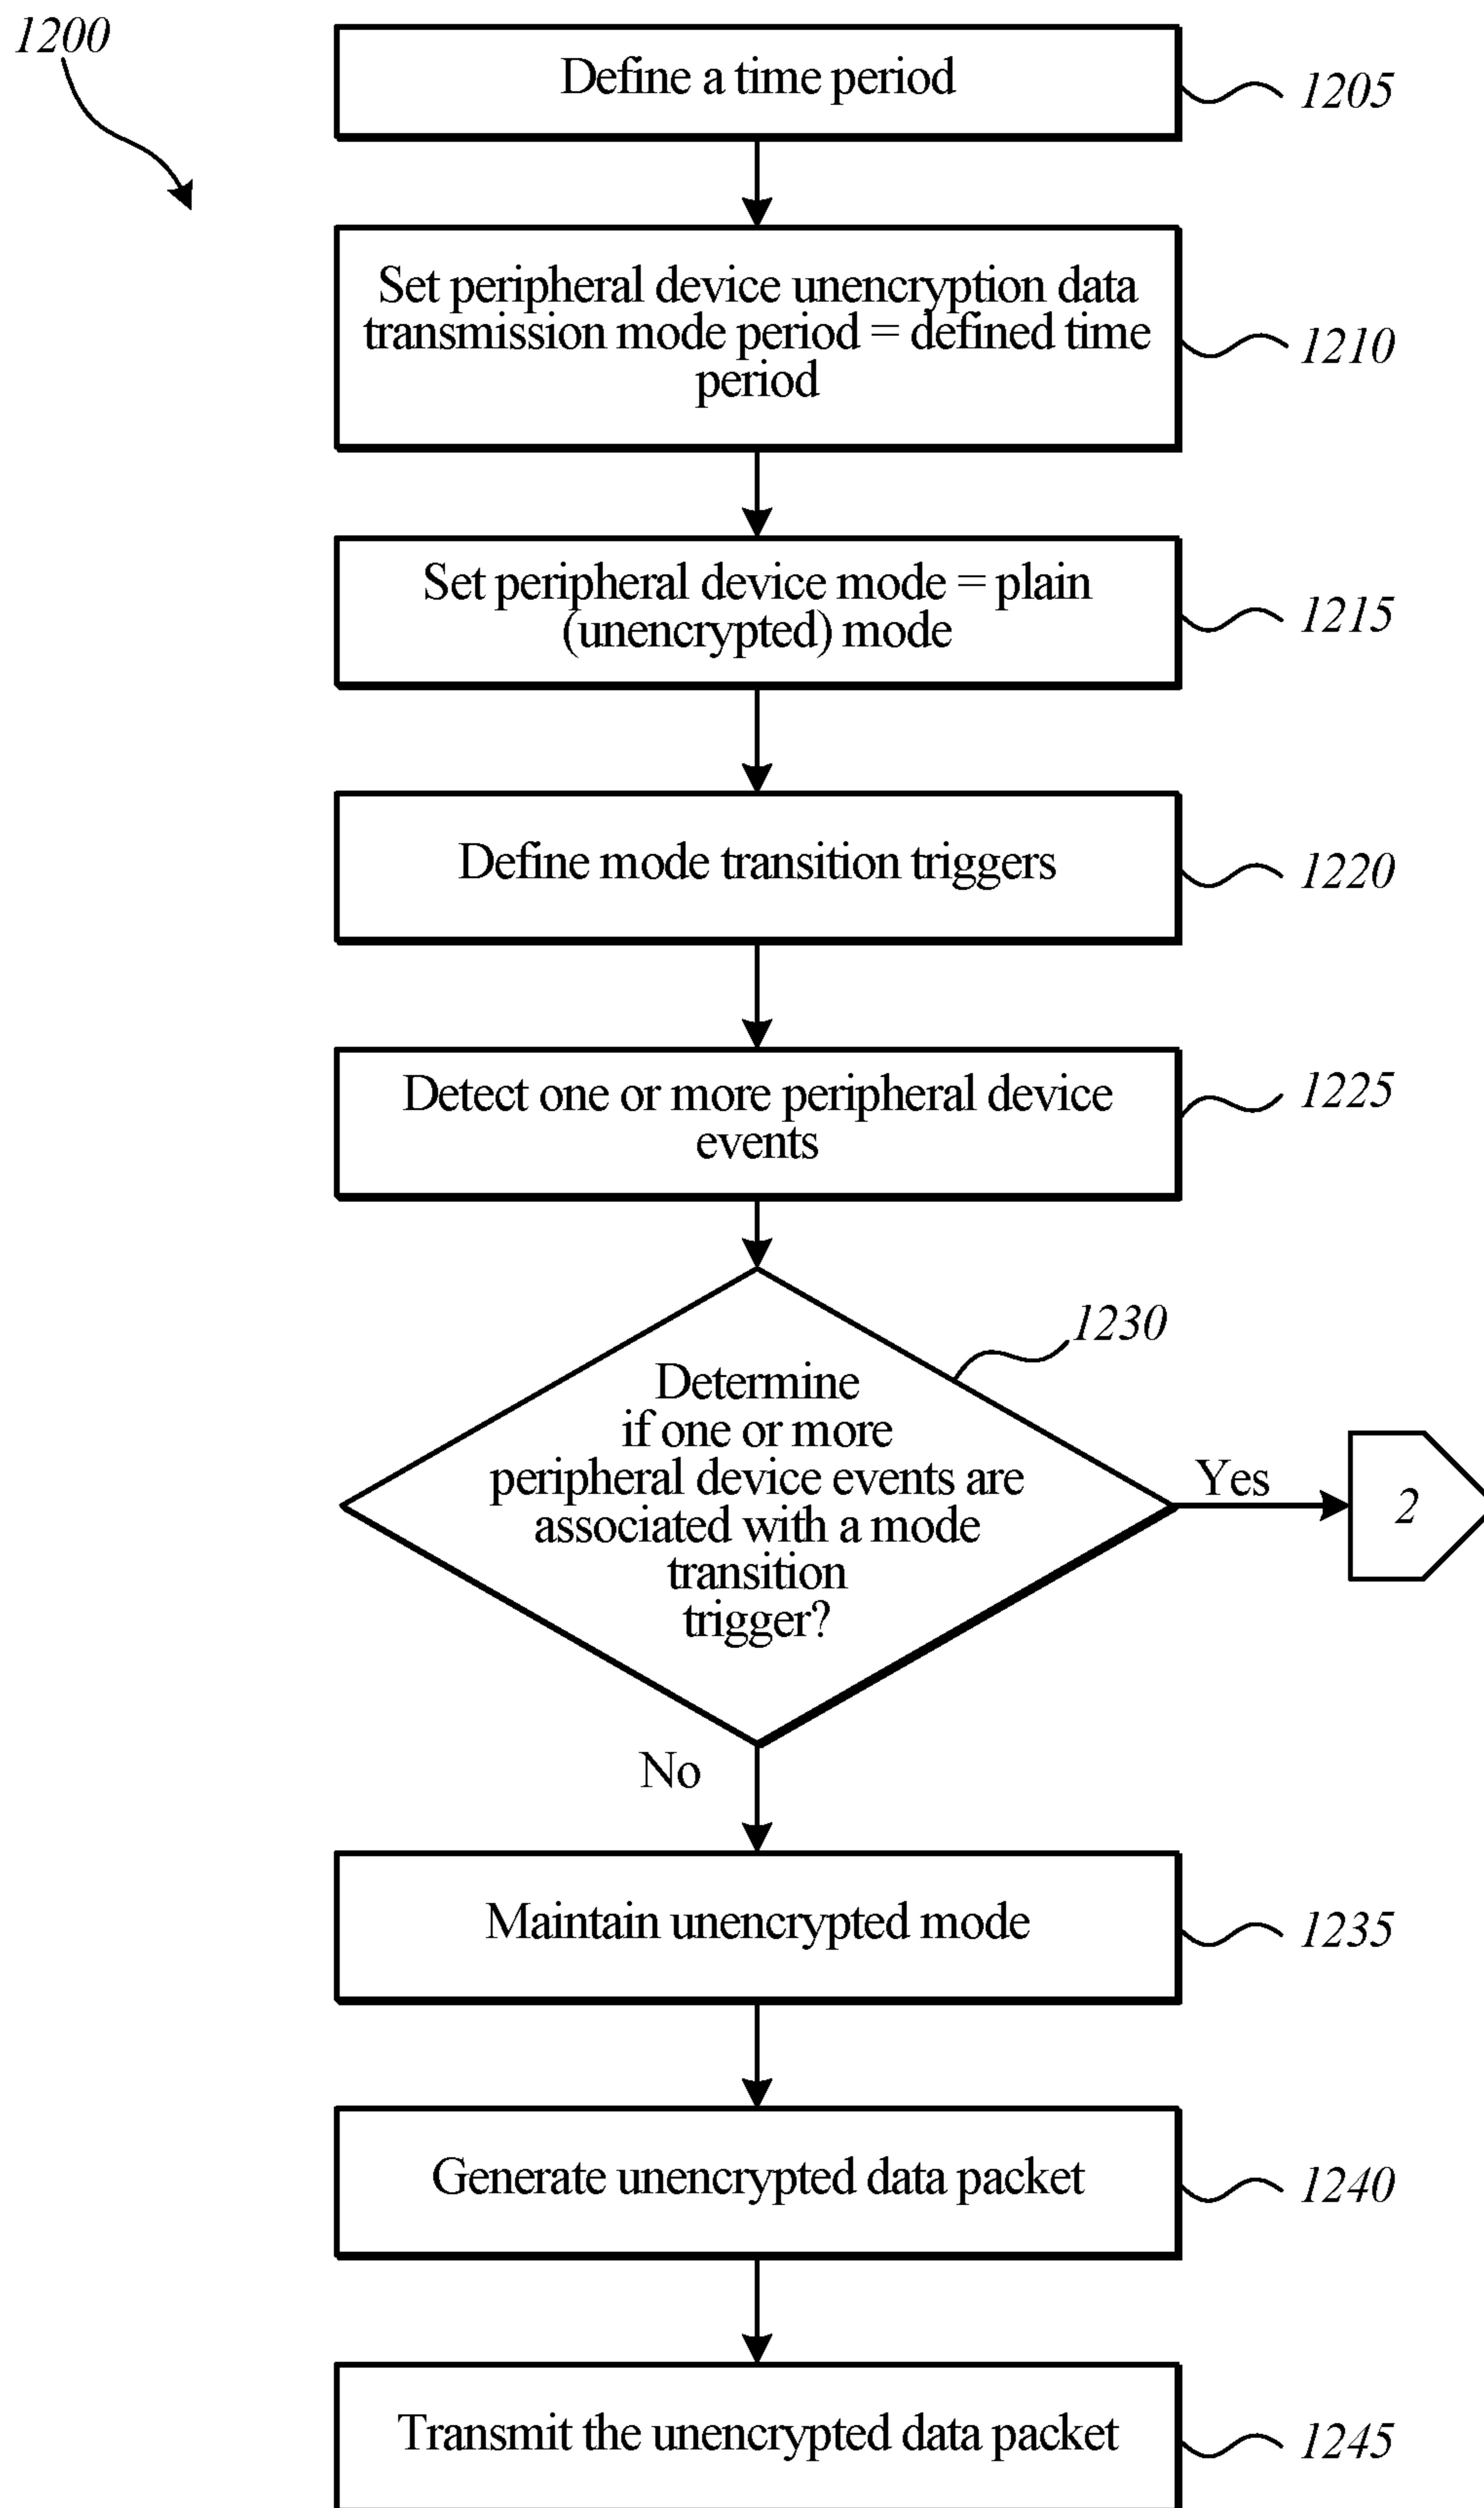 1200
Define a time period
1205
Set peripheral device unencryption data
transmission mode period = defined time
period
1210
Set peripheral device mode = plain
(unencrypted) mode
1215
Define mode transition triggers
1220
Detect one or more peripheral device
events
1225
1230
Determine
if one or more
peripheral device events are
associated with a mode
transition
trigger?
Yes
2
No
Maintain unencrypted mode
1235
Generate unencrypted data packet
1240
Transmit the unencrypted data packet
1245